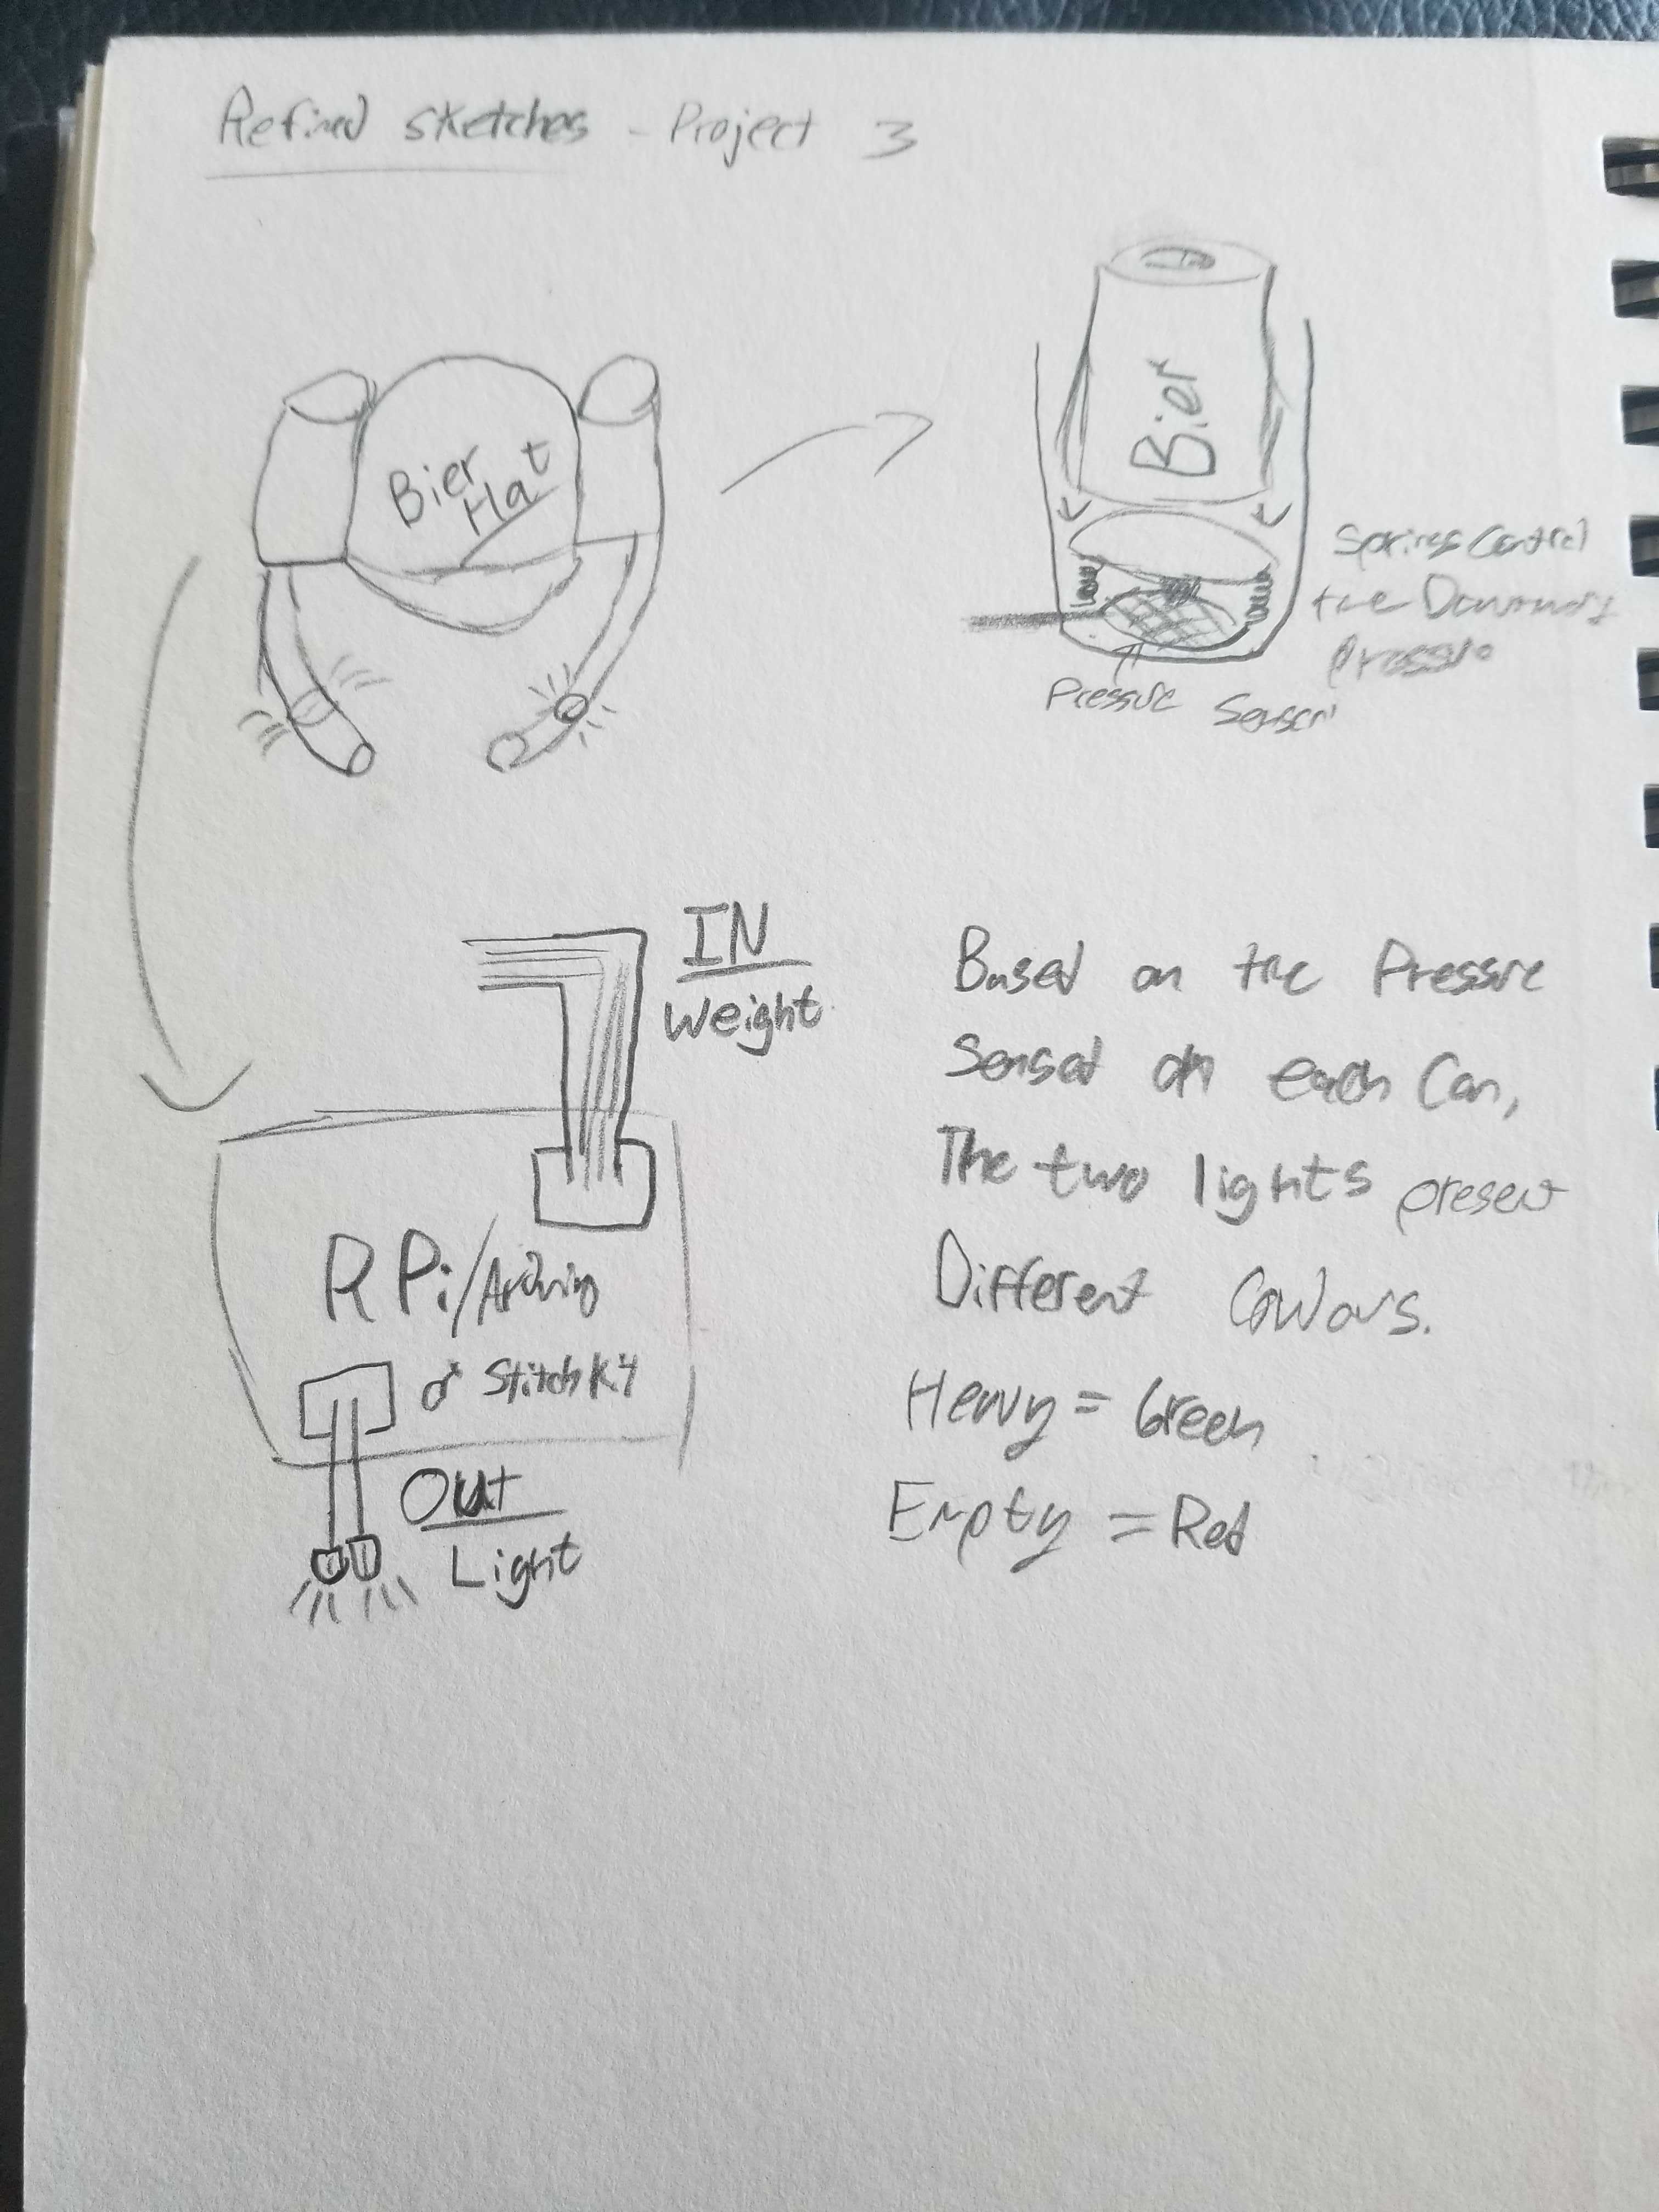 Refined sketches - Project 3
Bier
Hat
Bier
Springs Control
the Downward
Pressure
Pressure Sensor
IN
Weight
RPi/Arduino
or StitchKit
Out
Light
Based on the Pressure
Sensed on each Can,
The two lights present
Different Colours.
Heavy = Green
Empty = Red